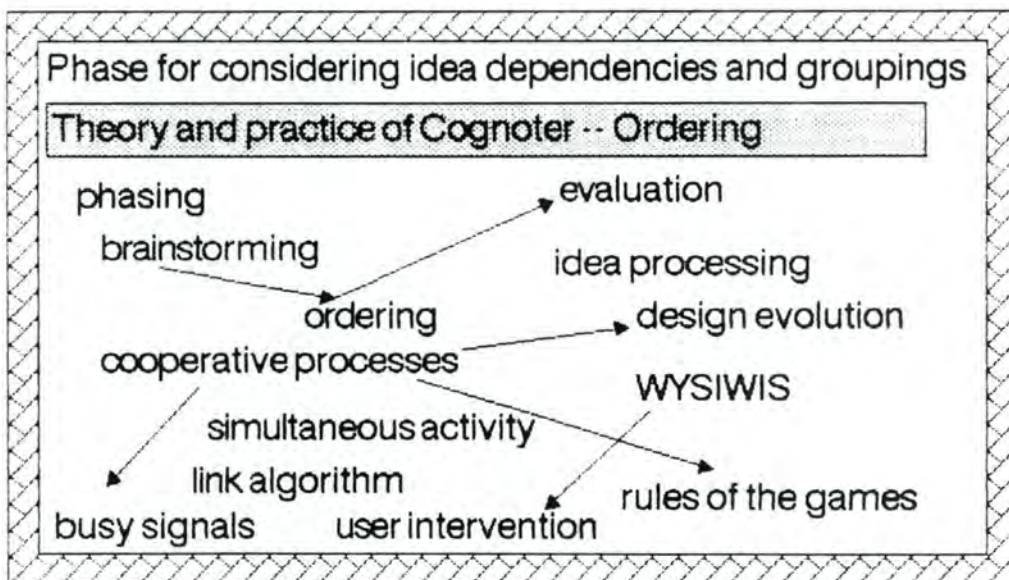 Phase for considering idea dependencies and groupings
Theory and practice of Cognoter -- Ordering
phasing
evaluation
brainstorming
idea processing
ordering
design evolution
cooperative processes
WYSIWIS
simultaneous activity
link algorithm
rules of the games
busy signals
user intervention